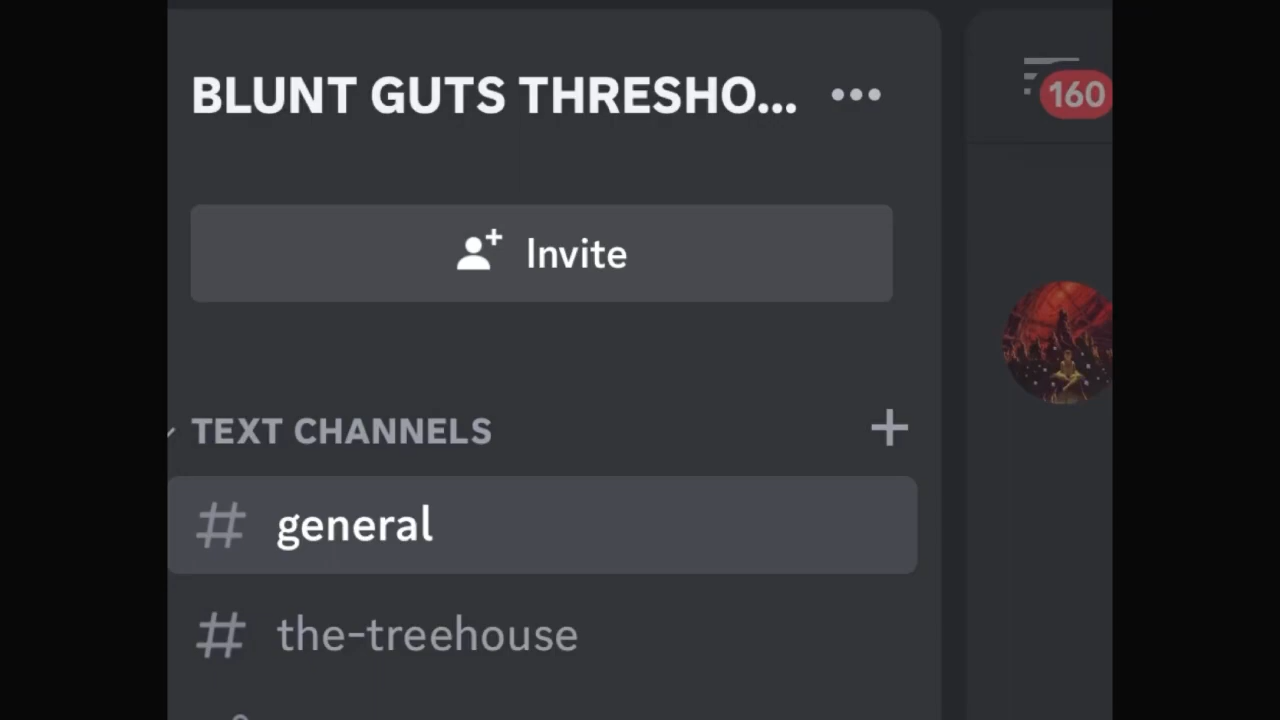 BLUNT GUTS THRESHO...
160
Invite
TEXT CHANNELS
# general
# the-treehouse